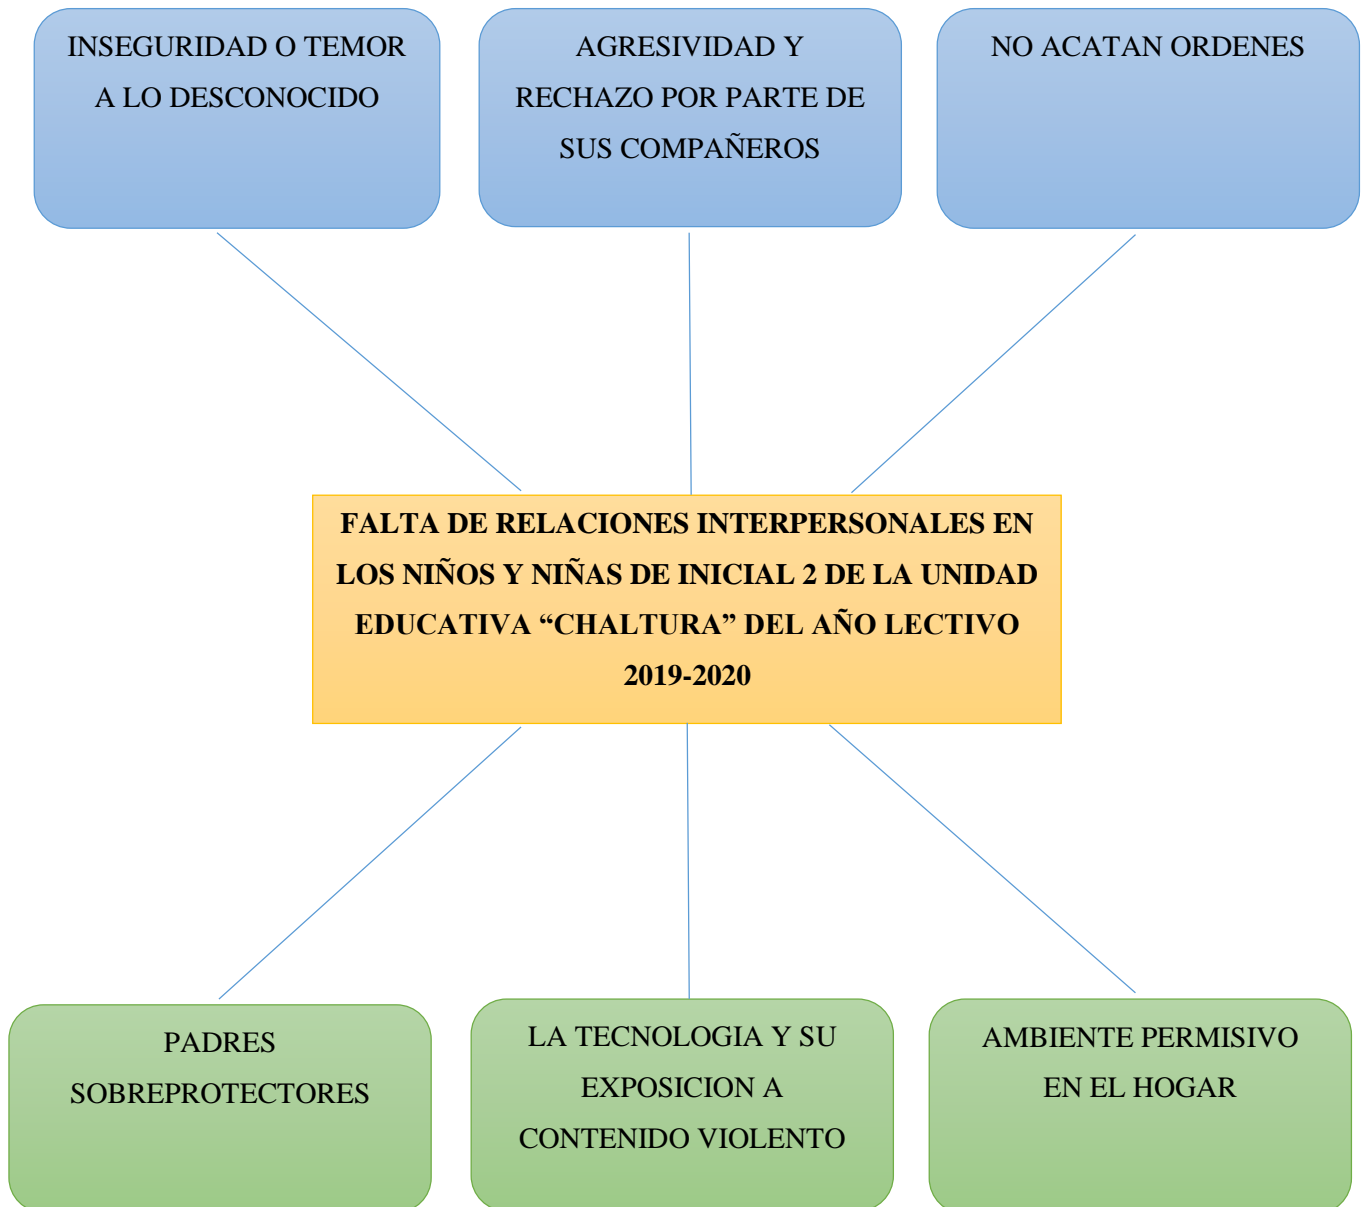 INSEGURIDAD O TEMOR
A LO DESCONOCIDO
AGRESIVIDAD Y
RECHAZO POR PARTE DE
SUS COMPAÑEROS
NO ACATAN ORDENES
FALTA DE RELACIONES INTERPERSONALES EN
LOS NIÑOS Y NIÑAS DE INICIAL 2 DE LA UNIDAD
EDUCATIVA “CHALTURA” DEL AÑO LECTIVO
2019-2020
PADRES
SOBREPROTECTORES
LA TECNOLOGIA Y SU
EXPOSICION A
CONTENIDO VIOLENTO
AMBIENTE PERMISIVO
EN EL HOGAR